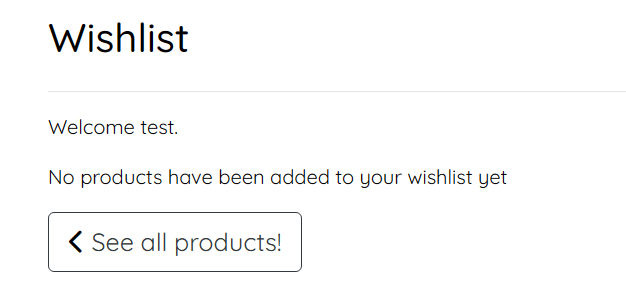 Wishlist
Welcome test.
No products have been added to your wishlist yet
See all products!